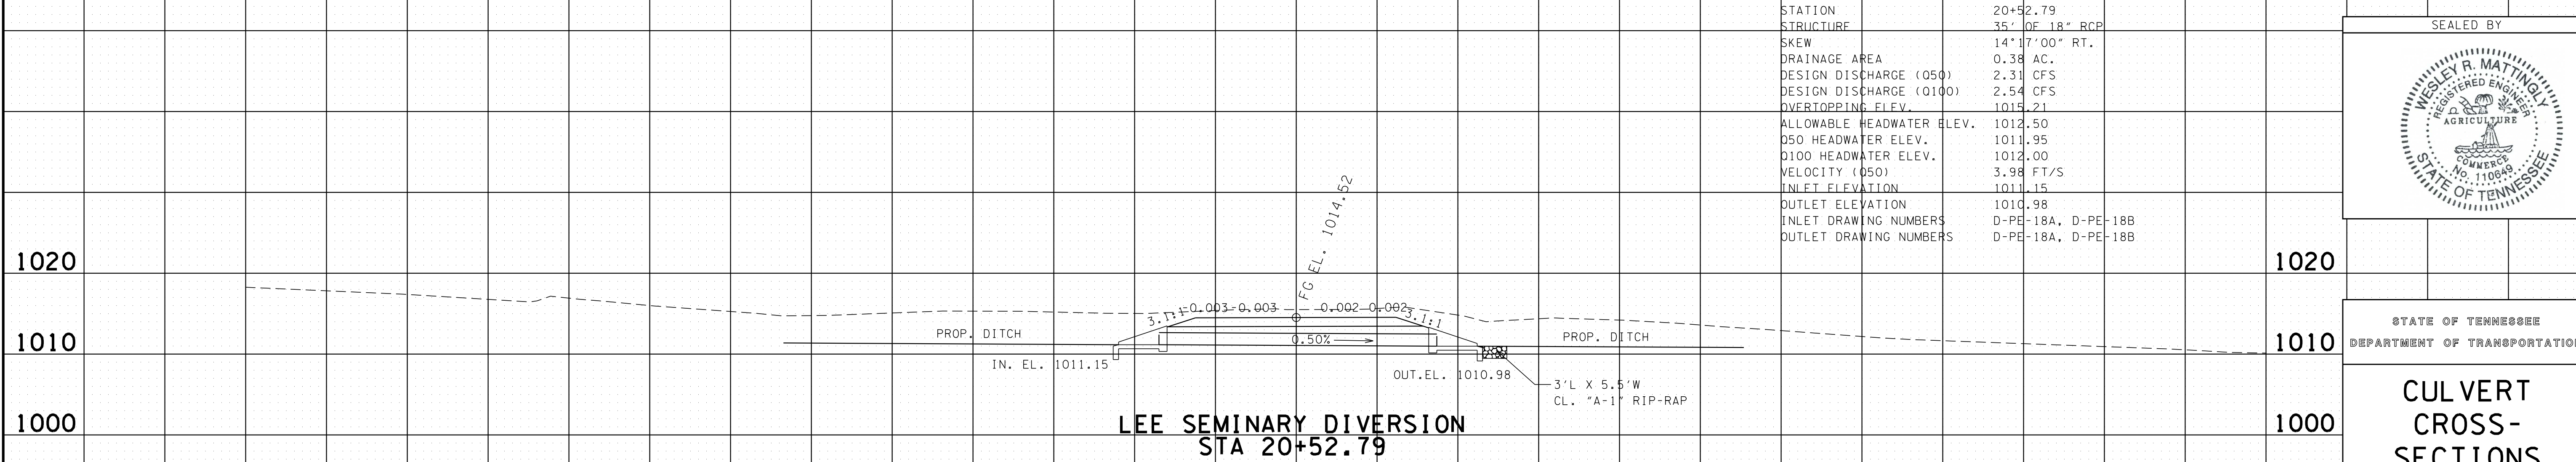 STATION 20+52.79
STRUCTURE 35' OF 18" RCP
SKEW 14°17'00" RT.
DRAINAGE AREA 0.38 AC.
DESIGN DISCHARGE (Q50) 2.31 CFS
DESIGN DISCHARGE (Q100) 2.54 CFS
OVERTOPPING ELEV. 1015.21
ALLOWABLE HEADWATER ELEV. 1012.50
Q50 HEADWATER ELEV. 1011.95
Q100 HEADWATER ELEV. 1012.00
VELOCITY (Q50) 3.98 FT/S
INLET ELEVATION 1011.15
OUTLET ELEVATION 1010.98
INLET DRAWING NUMBERS D-PE-18A, D-PE-18B
OUTLET DRAWING NUMBERS D-PE-18A, D-PE-18B
SEALED BY
WESLEY R. MATTINGLY
REGISTERED ENGINEER
AGRICULTURE
COMMERCE
No. 110649
STATE OF TENNESSEE
FG EL. 1014.52
1020 1020
3.1:1 -0.003 -0.003 0.002 0.002 3.1:1
PROP. DITCH 0.50% PROP. DITCH
1010 1010
IN. EL. 1011.15
OUT.EL. 1010.98
3'L X 5.5'W
CL. "A-1" RIP-RAP
1000 1000
LEE SEMINARY DIVERSION
STA 20+52.79
STATE OF TENNESSEE
DEPARTMENT OF TRANSPORTATION
CULVERT
CROSS-
SECTIONS